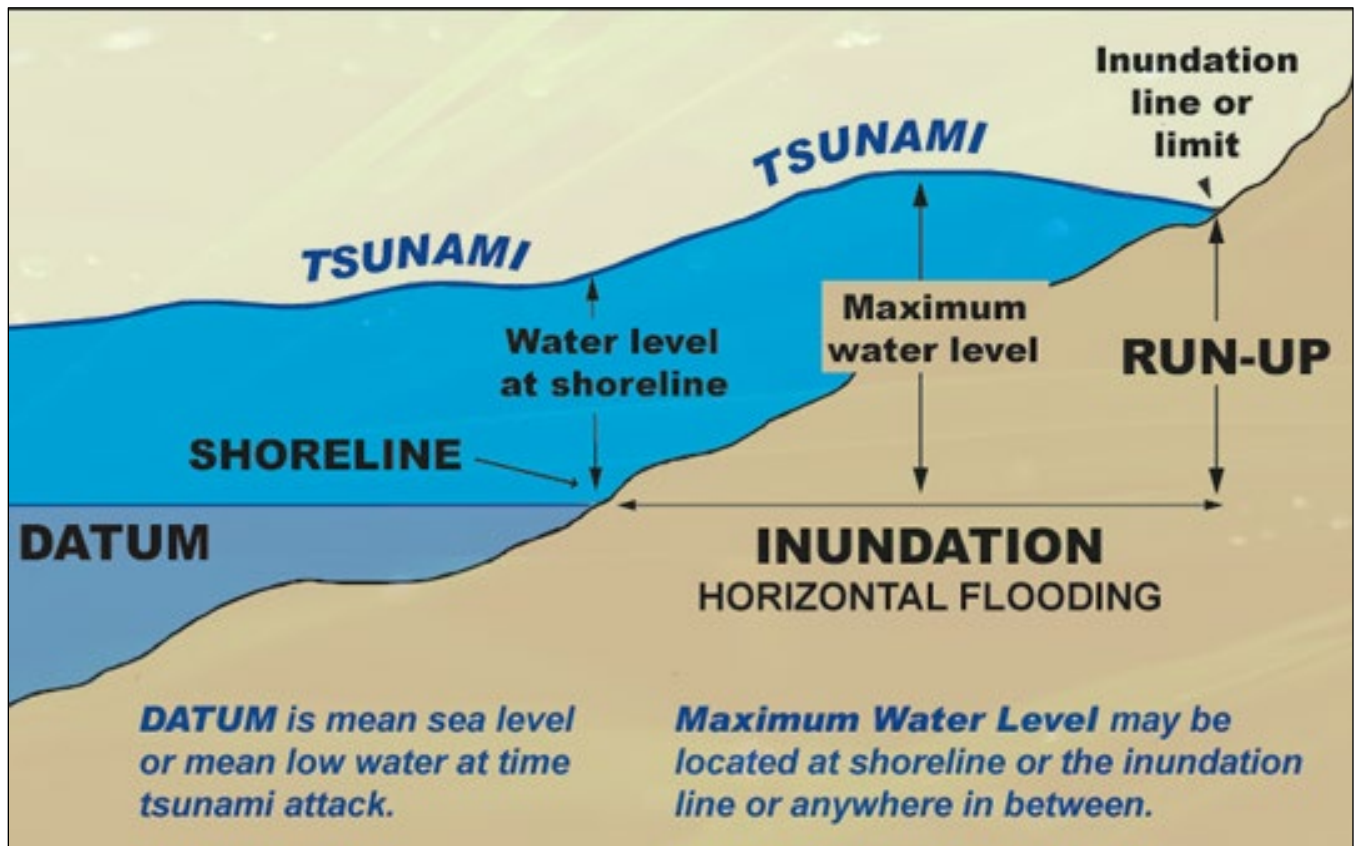 Inundation
line or
limit
TSUNAMI
TSUNAMI
Maximum
water level
Water level
at shoreline
RUN-UP
SHORELINE
DATUM
INUNDATION
HORIZONTAL FLOODING
DATUM is mean sea level
or mean low water at time
tsunami attack.
Maximum Water Level may be
located at shoreline or the inundation
line or anywhere in between.